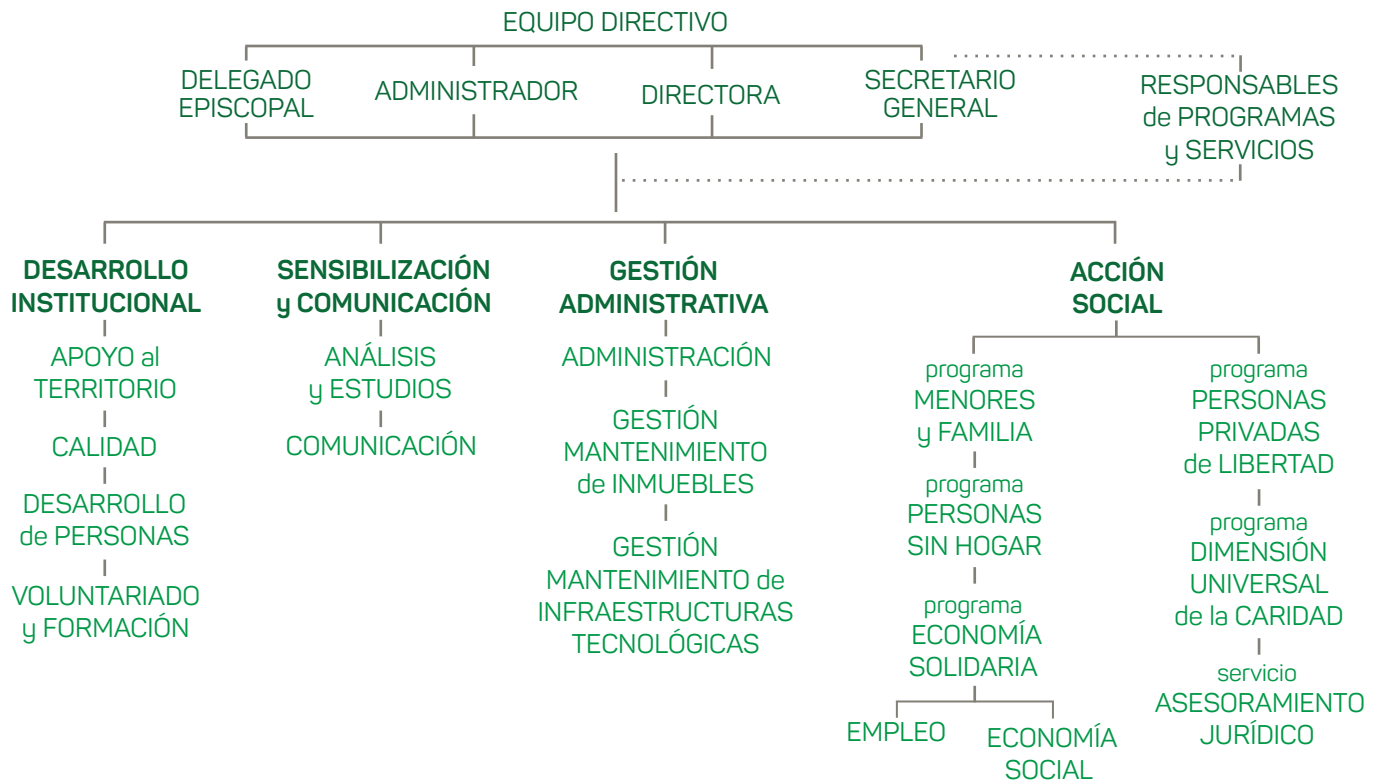 EQUIPO DIRECTIVO
DELEGADO
EPISCOPAL
ADMINISTRADOR
DIRECTORA
SECRETARIO
GENERAL
RESPONSABLES
de PROGRAMAS
y SERVICIOS
DESARROLLO
INSTITUCIONAL
APOYO al
TERRITORIO
CALIDAD
DESARROLLO
de PERSONAS
VOLUNTARIADO
y FORMACIÓN
SENSIBILIZACIÓN
y COMUNICACIÓN
ANÁLISIS
y ESTUDIOS
COMUNICACIÓN
GESTIÓN
ADMINISTRATIVA
ADMINISTRACIÓN
GESTIÓN
MANTENIMIENTO
de INMUEBLES
GESTIÓN
MANTENIMIENTO de
INFRAESTRUCTURAS
TECNOLÓGICAS
ACCIÓN
SOCIAL
programa
MENORES
y FAMILIA
programa
PERSONAS
SIN HOGAR
programa
ECONOMÍA
SOLIDARIA
EMPLEO
ECONOMÍA
SOCIAL
programa
PERSONAS
PRIVADAS
de LIBERTAD
programa
DIMENSIÓN
UNIVERSAL
de la CARIDAD
servicio
ASESORAMIENTO
JURÍDICO